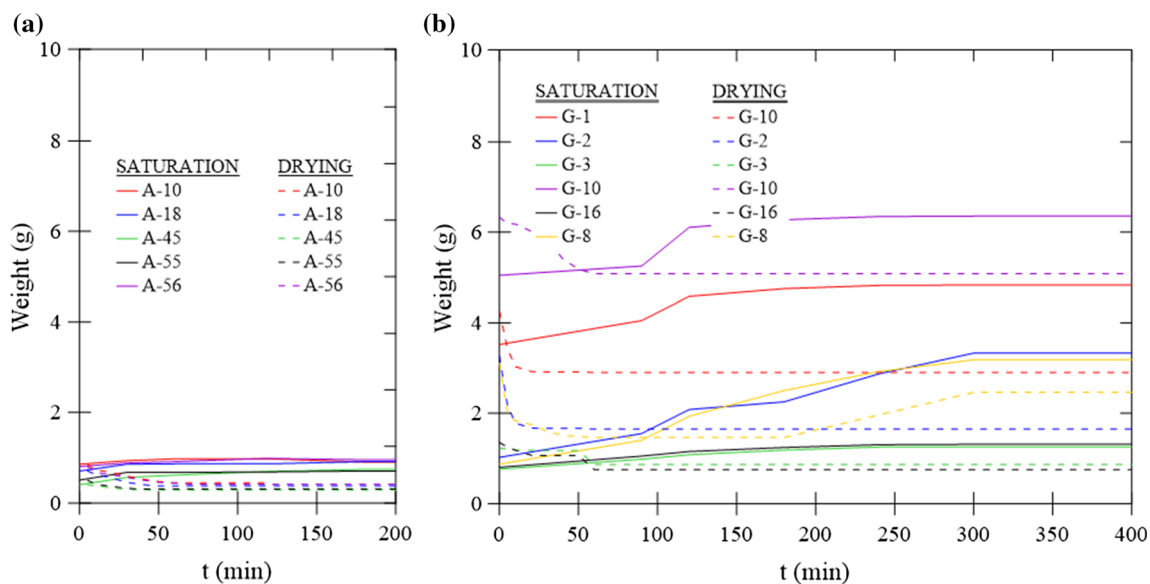 (a)
10
8
6
4
2
0
Weight (g)
SATURATION DRYING
A-10 A-10
A-18 A-18
A-45 A-45
A-55 A-55
A-56 A-56
0 50 100 150 200
t (min)
(b)
10
8
6
4
2
0
Weight (g)
SATURATION DRYING
G-1 G-10
G-2 G-2
G-3 G-3
G-10 G-10
G-16 G-16
G-8 G-8
0 50 100 150 200 250 300 350 400
t (min)